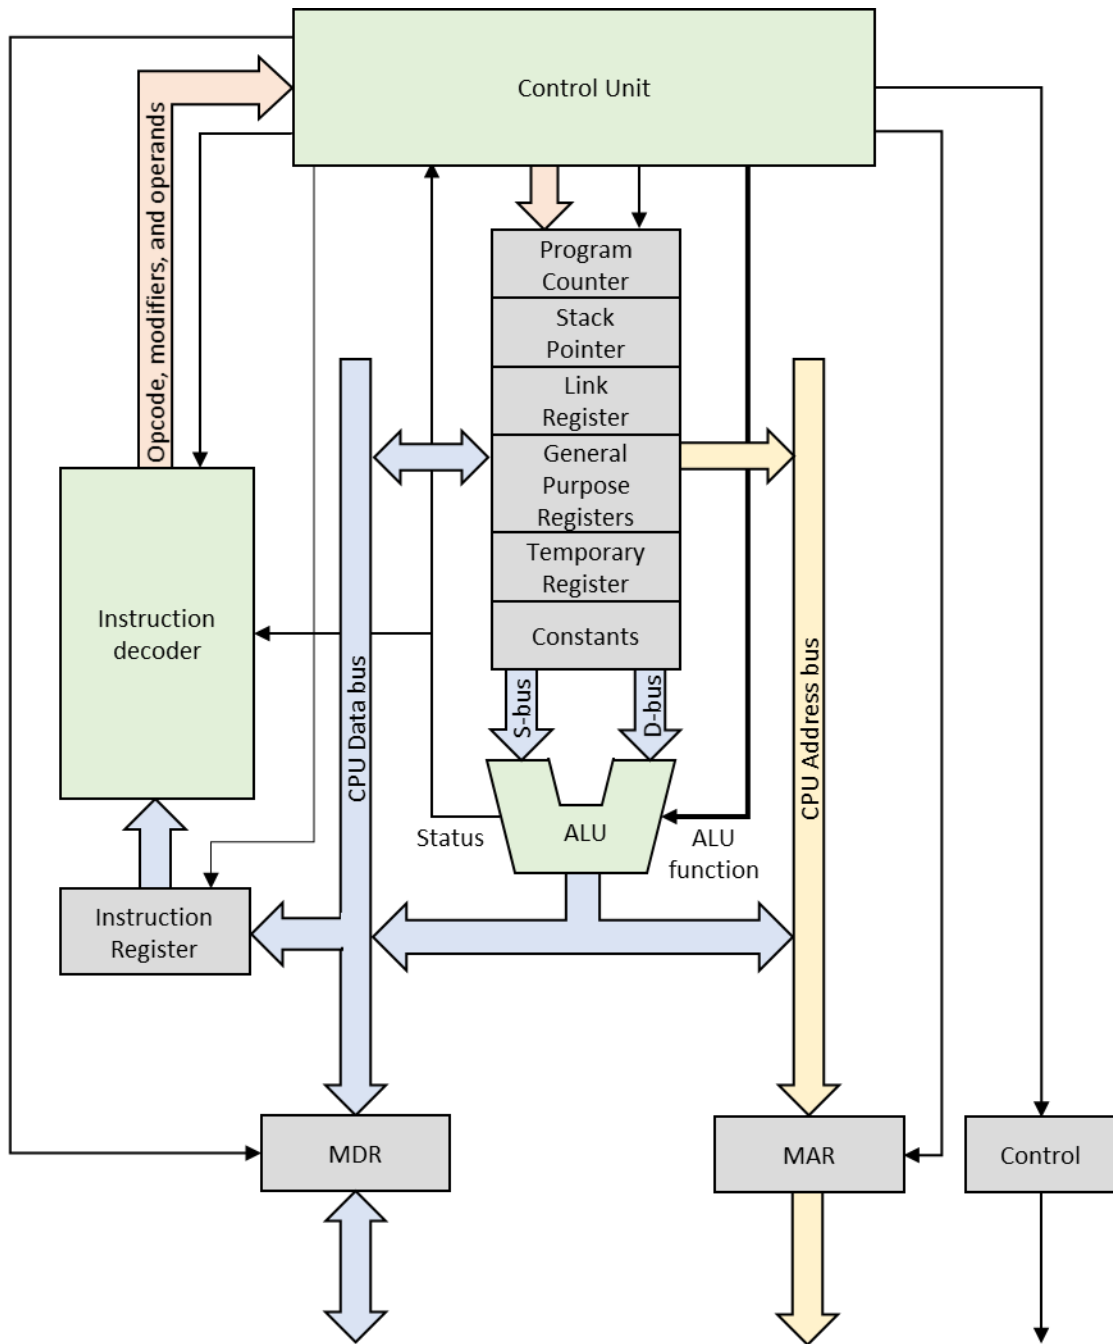 Control Unit
Opcode, modifiers, and operands
Program
Counter
Stack
Pointer
Link
Register
General
Purpose
Registers
Temporary
Register
Constants
Instruction
decoder
CPU Data bus
S-bus
D-bus
CPU Address bus
Status
ALU
ALU
function
Instruction
Register
MDR
MAR
Control